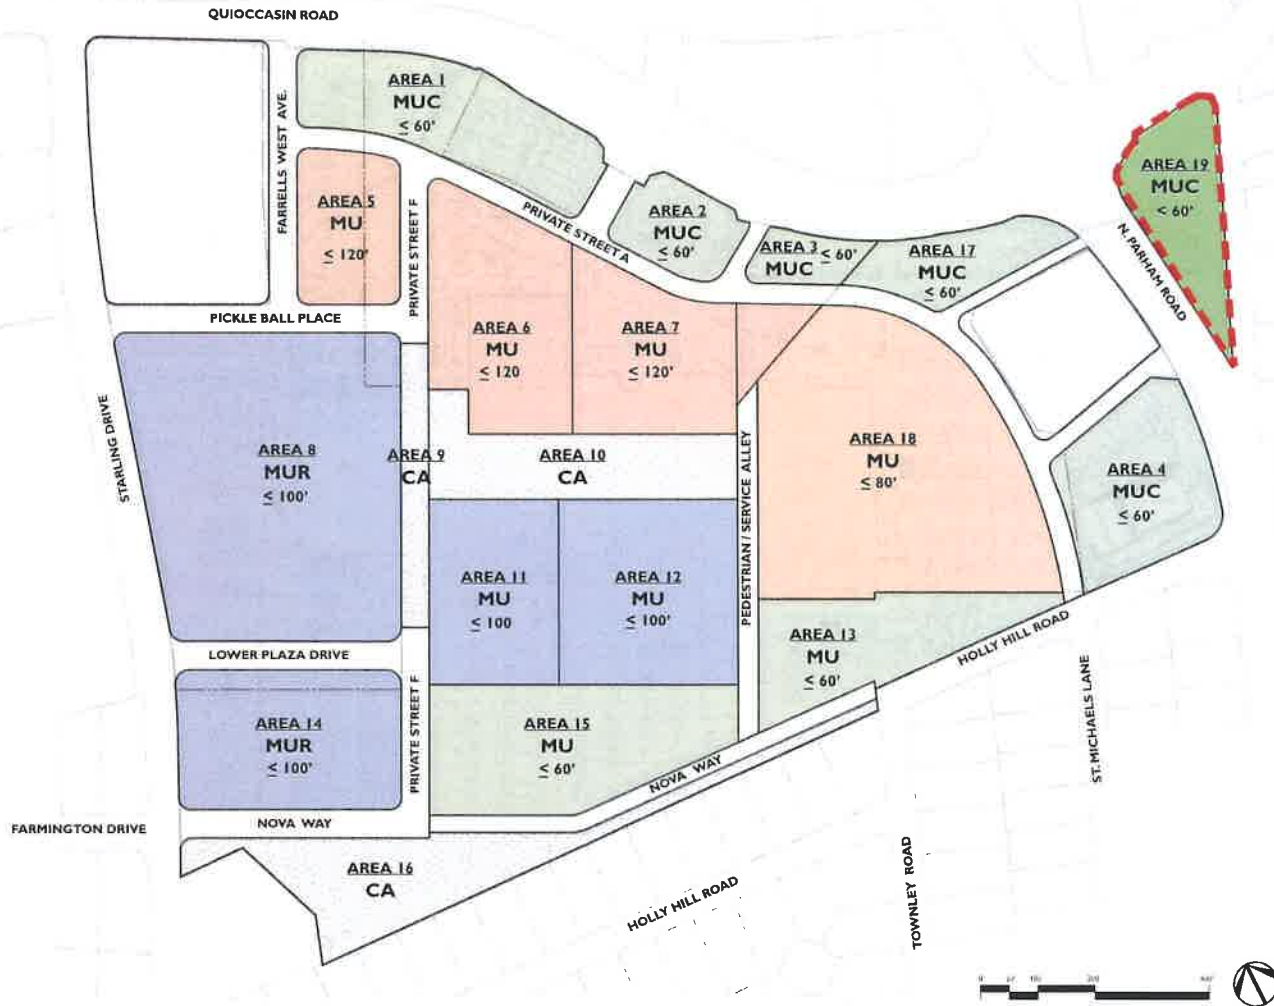 QUIOCCASIN ROAD
FARRELLS WEST AVE.
AREA 1
MUC
≤ 60'
AREA 19
MUC
< 60'
N. PARHAM ROAD
AREA 5
MU
≤ 120'
PRIVATE STREET F
PRIVATE STREET A
AREA 2
MUC
≤ 60'
AREA 3 ≤ 60'
MUC
AREA 17
MUC
≤ 60'
PICKLE BALL PLACE
AREA 6
MU
≤ 120
AREA 7
MU
≤ 120'
STARLING DRIVE
AREA 8
MUR
≤ 100'
AREA 9
CA
AREA 10
CA
PEDESTRIAN / SERVICE ALLEY
AREA 18
MU
≤ 80'
AREA 4
MUC
≤ 60'
AREA 11
MU
≤ 100
AREA 12
MU
≤ 100'
AREA 13
MU
≤ 60'
HOLLY HILL ROAD
LOWER PLAZA DRIVE
AREA 14
MUR
≤ 100'
PRIVATE STREET F
AREA 15
MU
≤ 60'
NOVA WAY
ST. MICHAELS LANE
FARMINGTON DRIVE
NOVA WAY
AREA 16
CA
HOLLY HILL ROAD
TOWNLEY ROAD